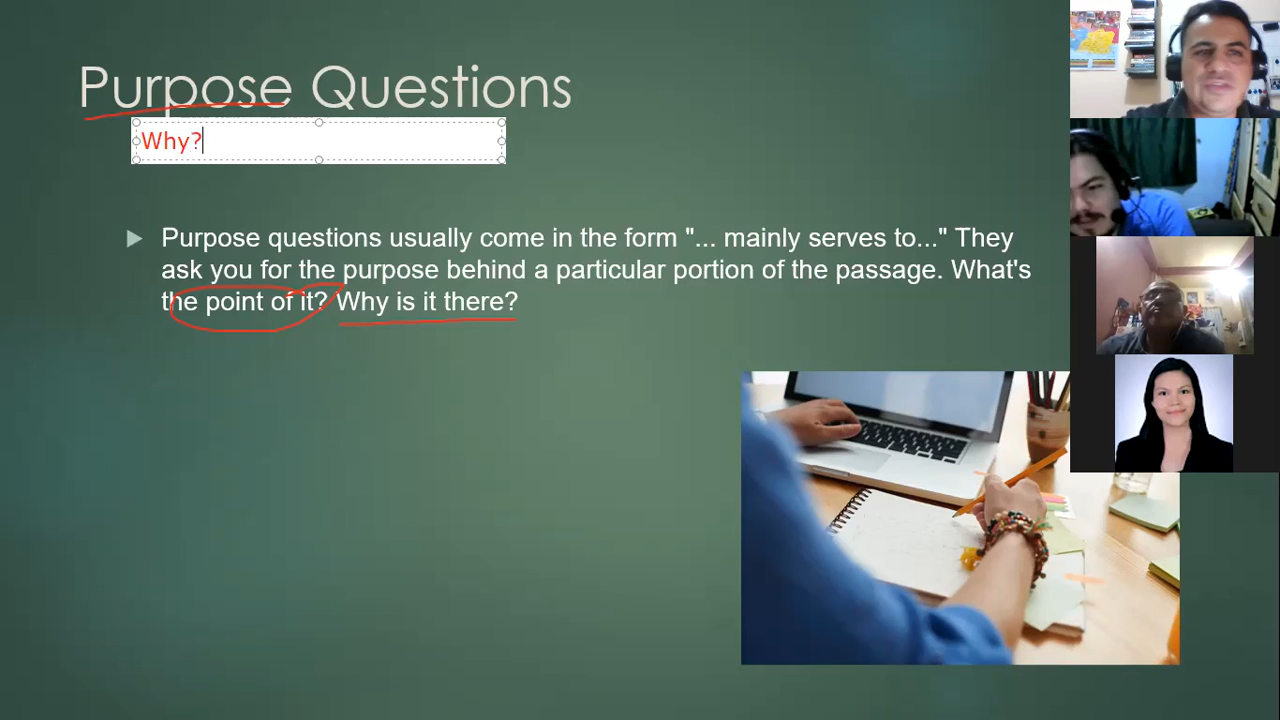 Purpose Questions
Why?
Purpose questions usually come in the form "... mainly serves to..." They
ask you for the purpose behind a particular portion of the passage. What's
the point of it? Why is it there?